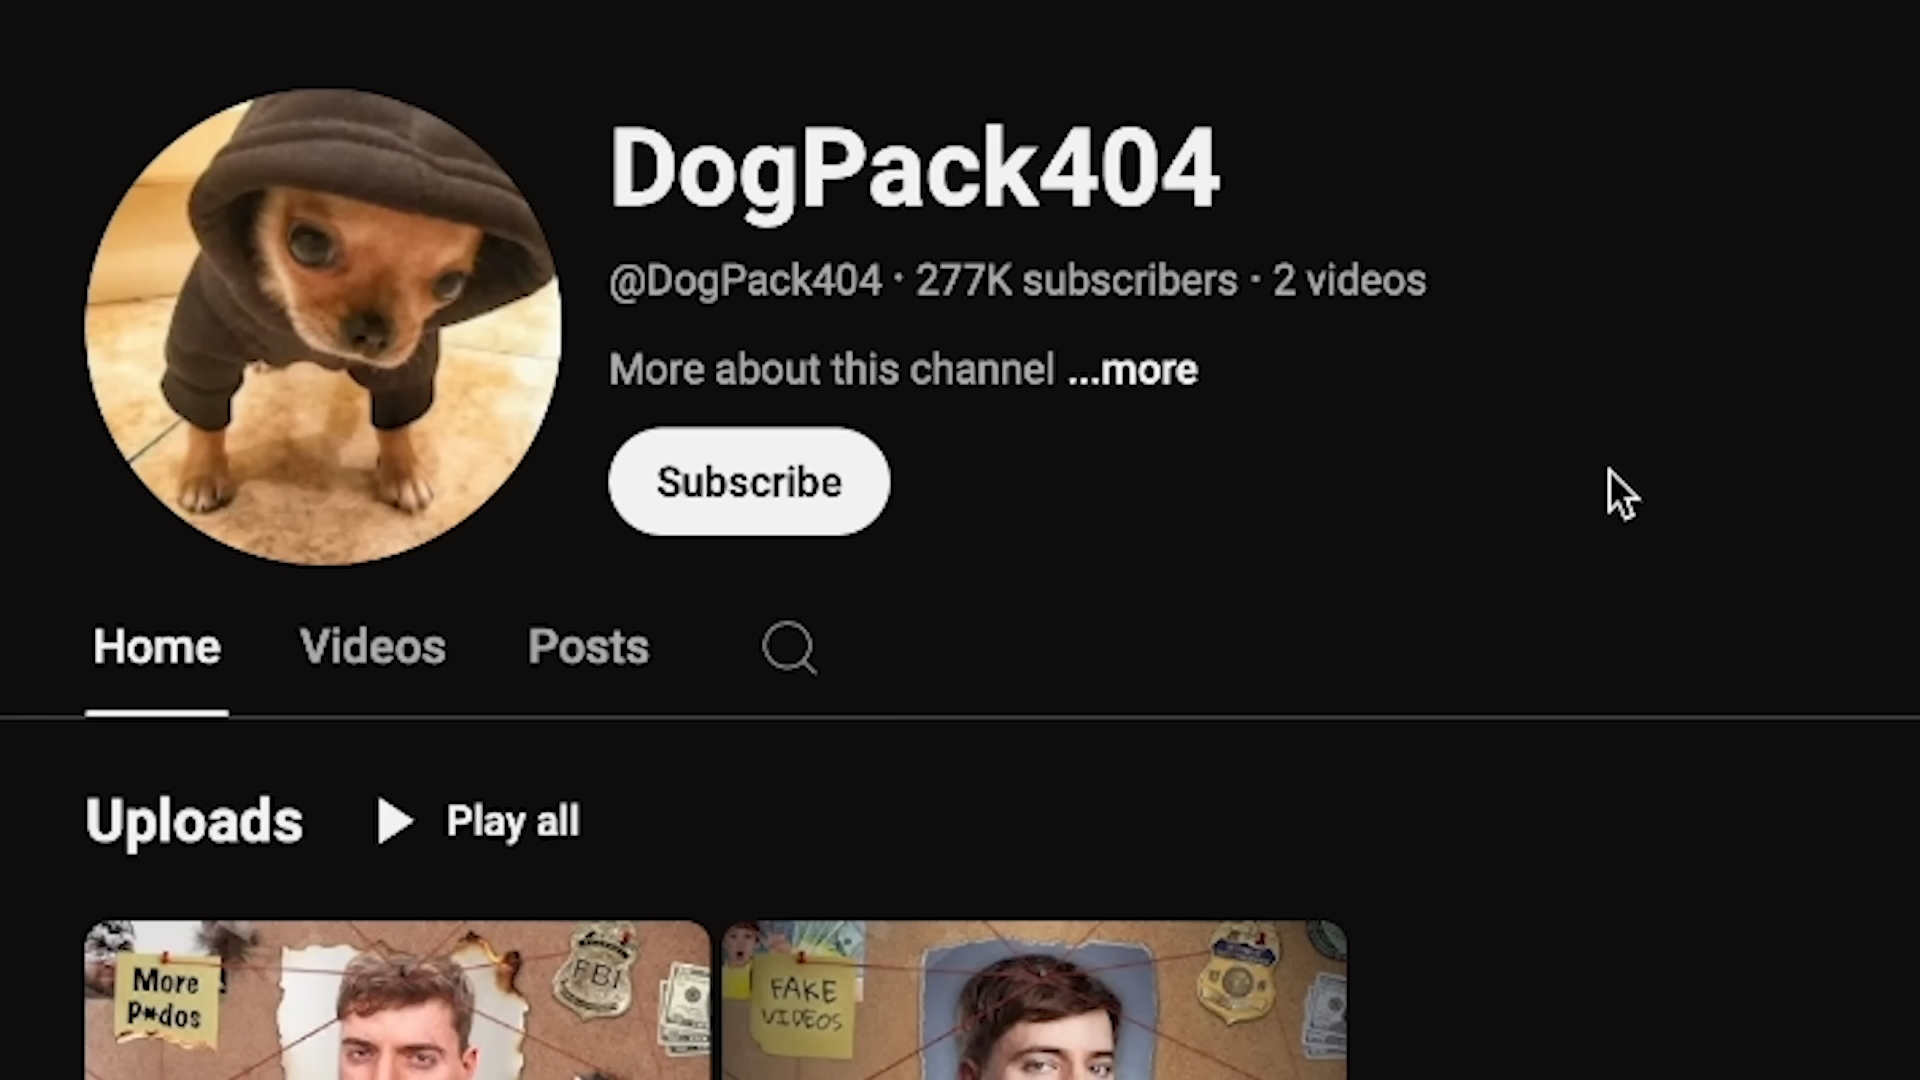 DogPack404
@DogPack404 · 277K subscribers · 2 videos
More about this channel ...more
Subscribe
Home Videos Posts
Uploads Play all
More
P*dos
FBI
FAKE
VIDEOS